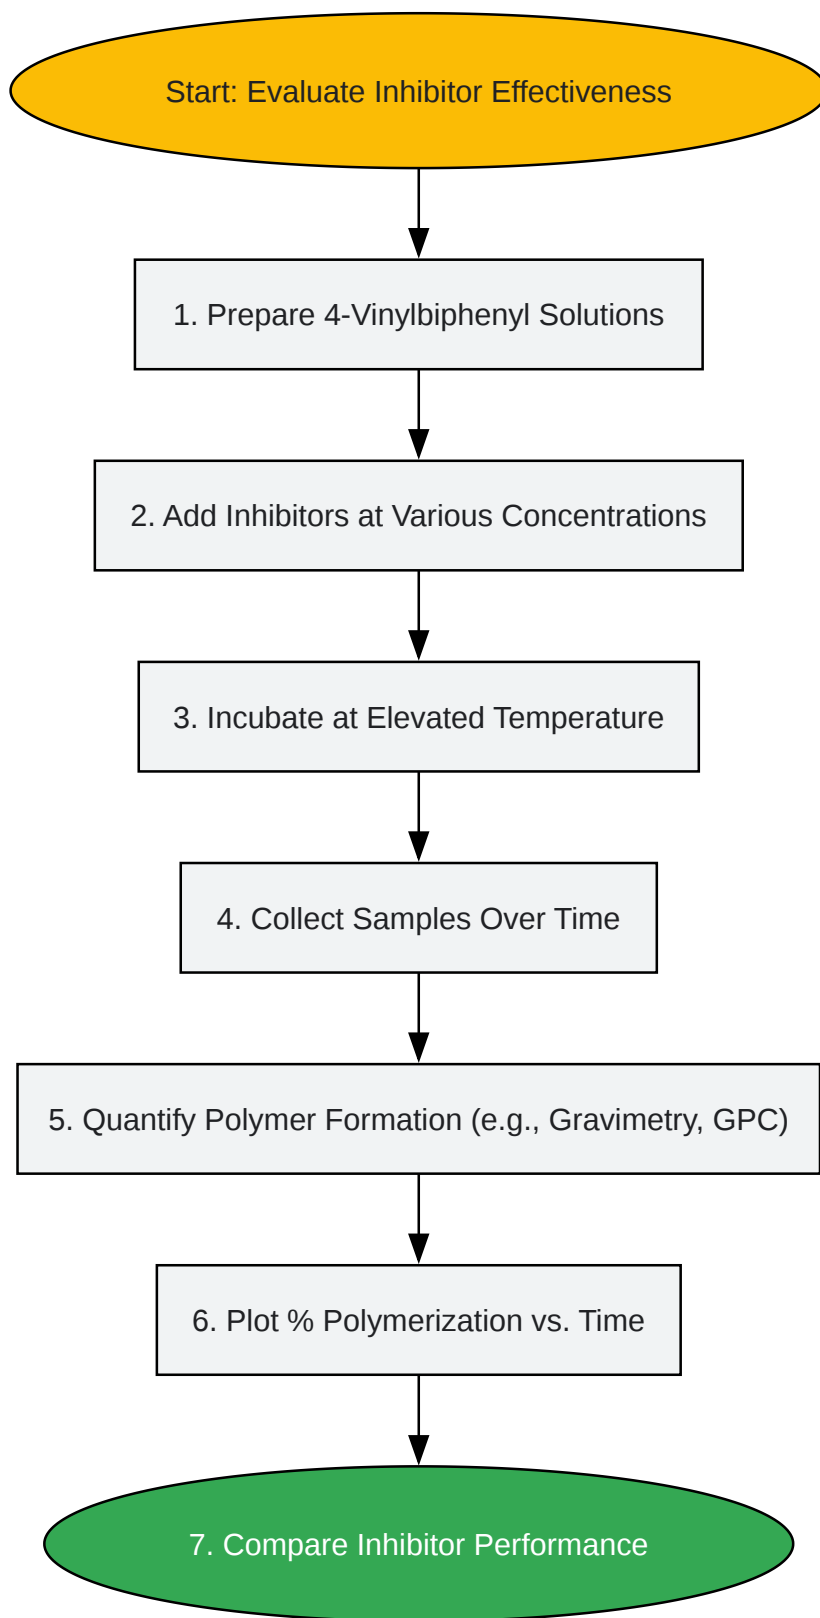 Start: Evaluate Inhibitor Effectiveness
1. Prepare 4-Vinylbiphenyl Solutions
2. Add Inhibitors at Various Concentrations
3. Incubate at Elevated Temperature
4. Collect Samples Over Time
5. Quantify Polymer Formation (e.g., Gravimetry, GPC)
6. Plot % Polymerization vs. Time
7. Compare Inhibitor Performance